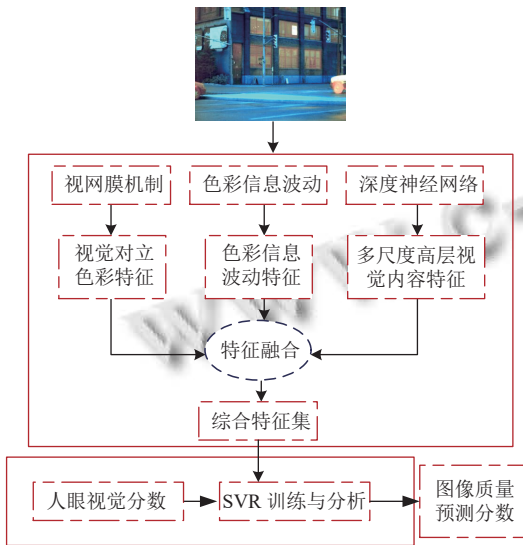 视网膜机制
色彩信息波动
深度神经网络
视觉对立
色彩特征
色彩信息
波动特征
多尺度高层视
觉内容特征
特征融合
综合特征集
人眼视觉分数
SVR 训练与分析
图像质量
预测分数